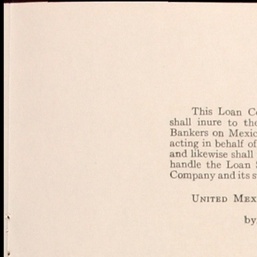 This Loan C
shall inure to the
Bankers on Mexic
acting in behalf of
and likewise shall
handle the Loan
Company and its s
UNITED MEX
by